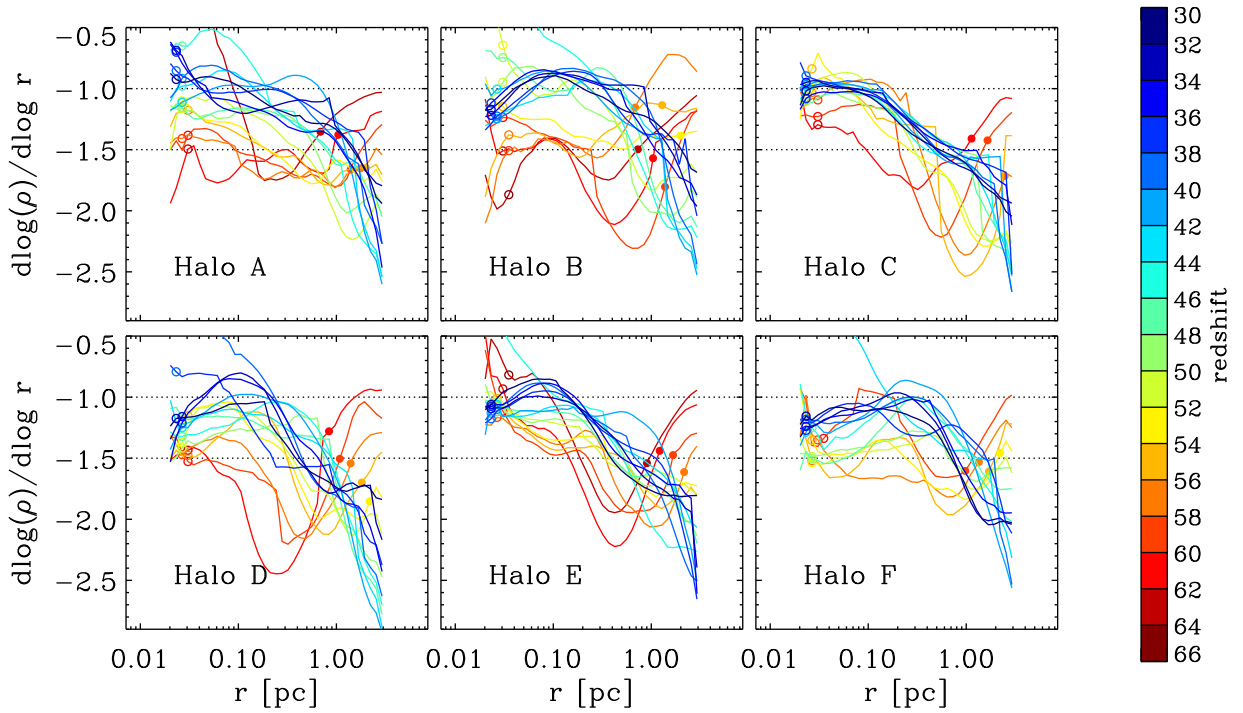 −0.5
−1.0
−1.5
−2.0
−2.5
dlog(ρ)/dlog r
Halo A
Halo B
Halo C
−0.5
−1.0
−1.5
−2.0
−2.5
dlog(ρ)/dlog r
Halo D
Halo E
Halo F
0.01 0.10 1.00
0.01 0.10 1.00
0.01 0.10 1.00
r [pc]
r [pc]
r [pc]
30
32
34
36
38
40
42
44
46
48
50
52
54
56
58
60
62
64
66
redshift